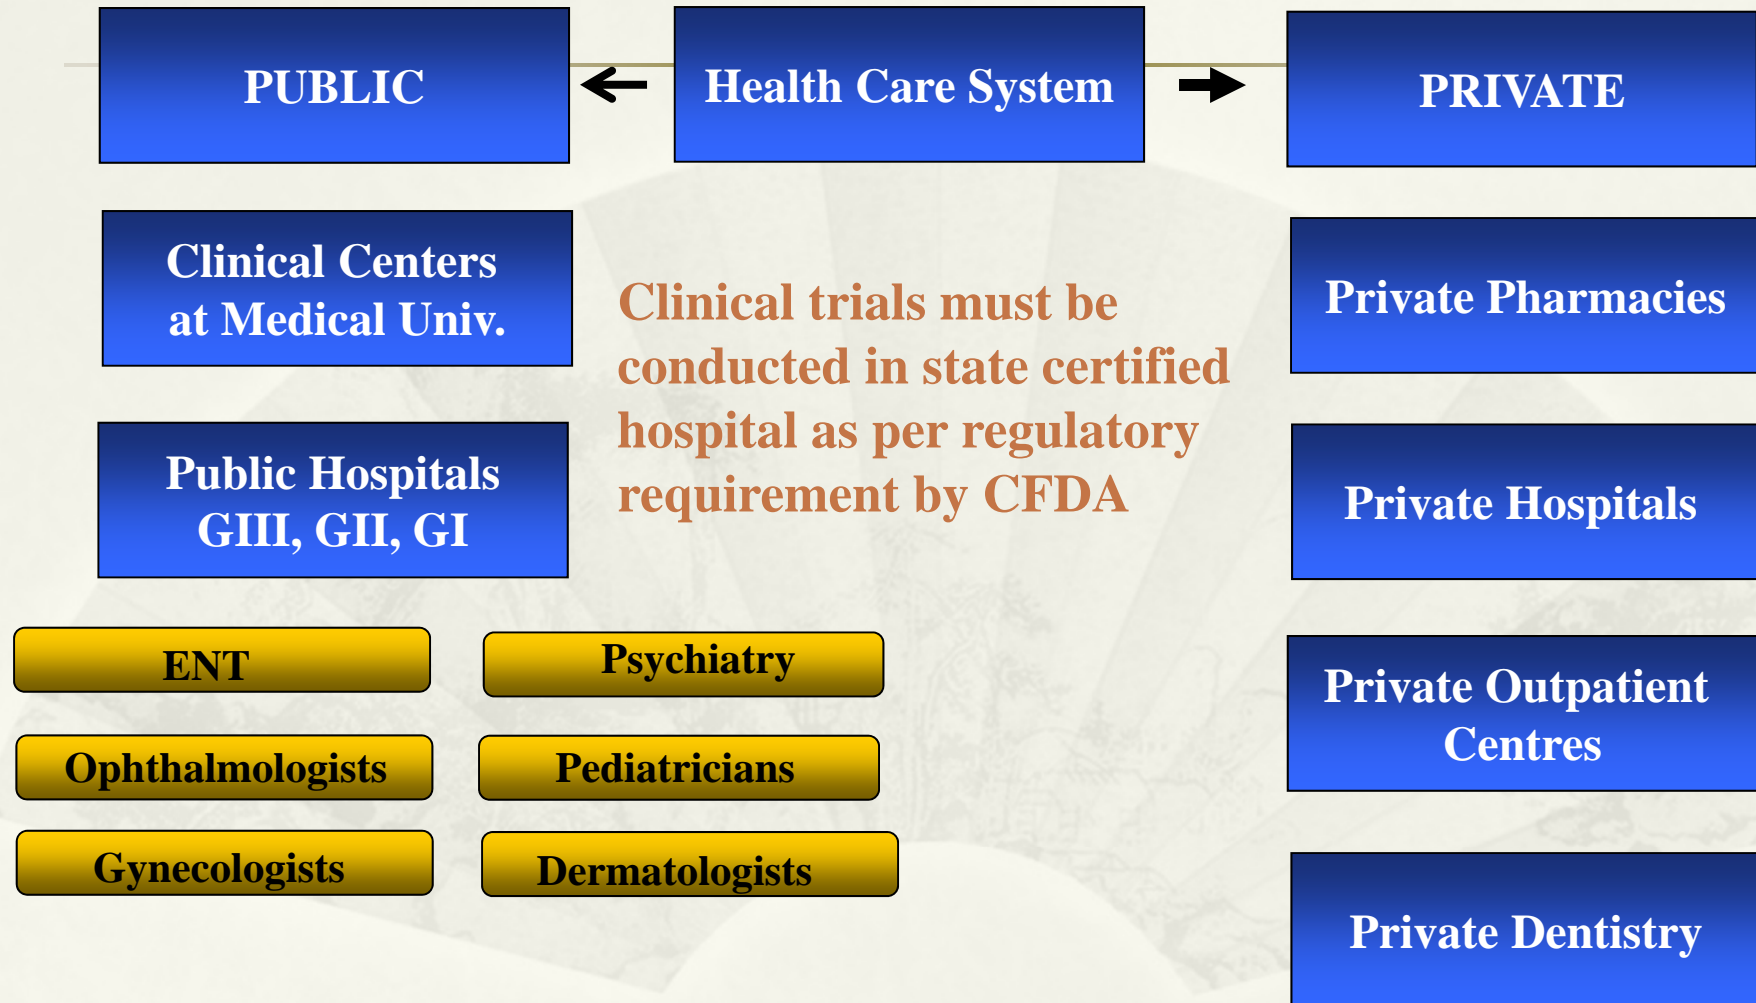 PUBLIC
Health Care System
PRIVATE
Clinical Centers
at Medical Univ.
Public Hospitals
GIII, GII, GI
Clinical trials must be
conducted in state certified
hospital as per regulatory
requirement by CFDA
Private Pharmacies
Private Hospitals
Private Outpatient
Centres
Private Dentistry
ENT
Psychiatry
Ophthalmologists
Pediatricians
Gynecologists
Dermatologists